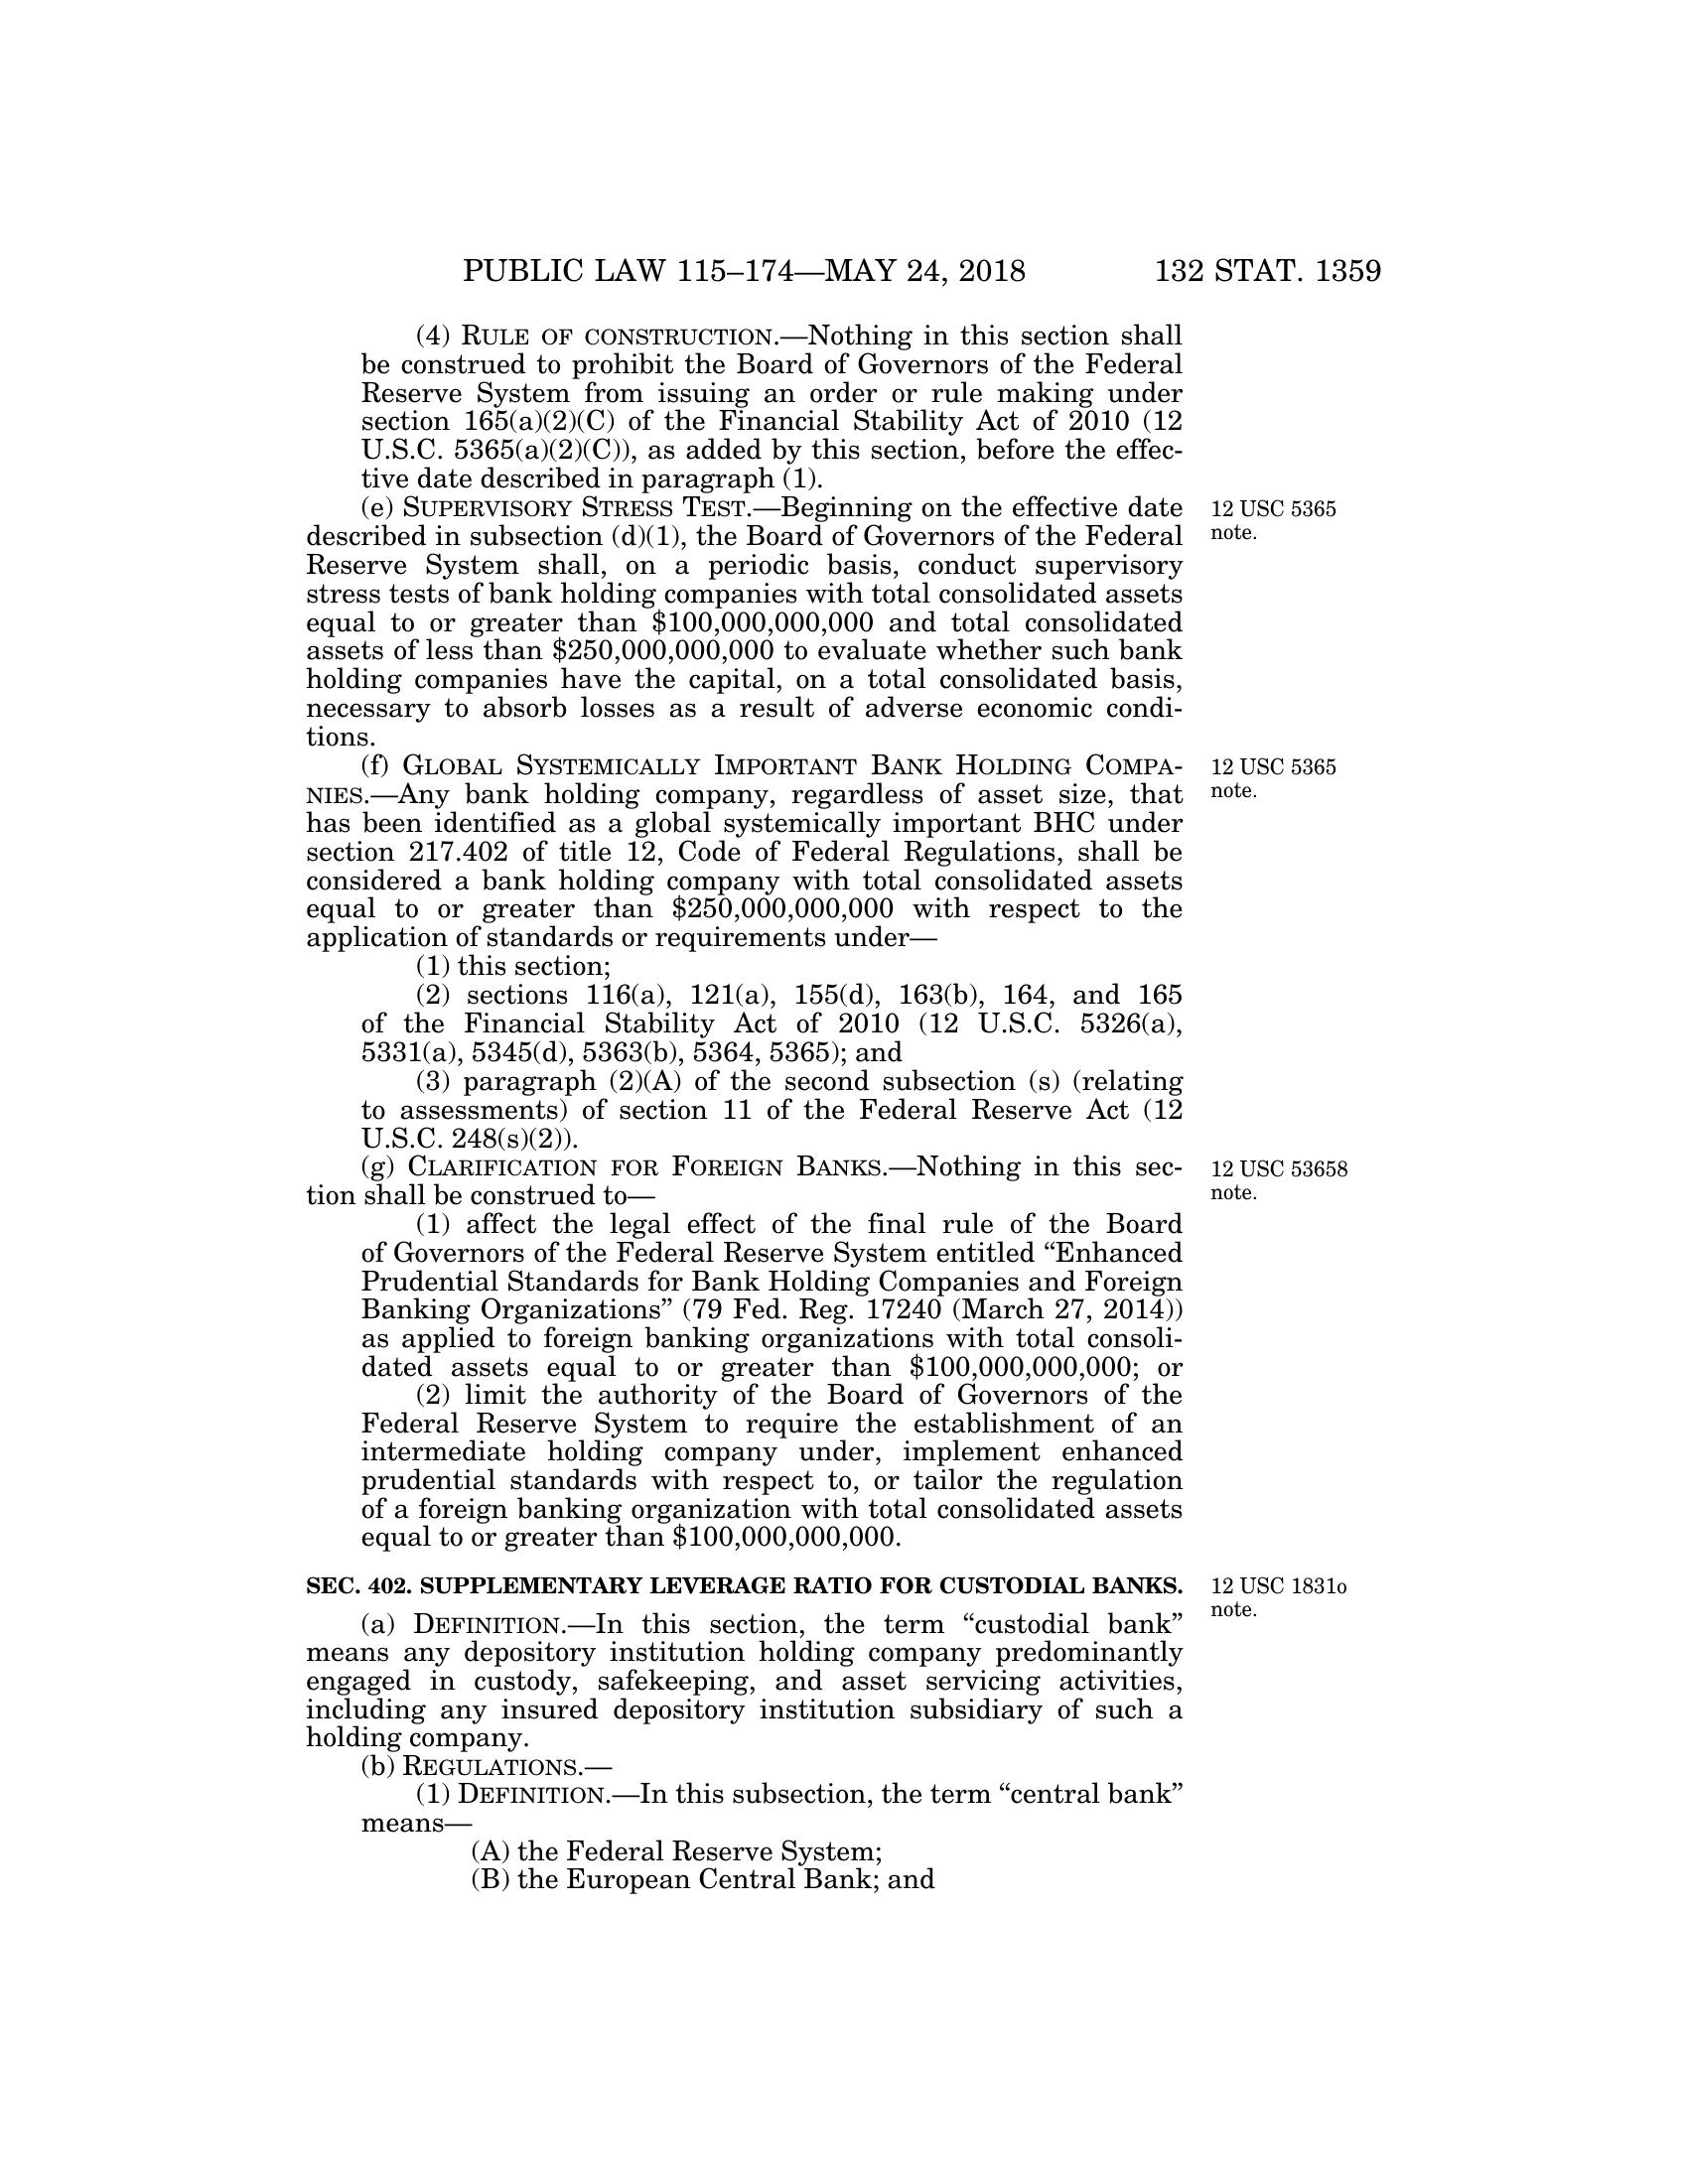 PUBLIC LAW 115–174—MAY 24, 2018 132 STAT. 1359
(4) RULE OF CONSTRUCTION.—Nothing in this section shall
be construed to prohibit the Board of Governors of the Federal
Reserve System from issuing an order or rule making under
section 165(a)(2)(C) of the Financial Stability Act of 2010 (12
U.S.C. 5365(a)(2)(C)), as added by this section, before the effec-
tive date described in paragraph (1).
(e) SUPERVISORY STRESS TEST.—Beginning on the effective date
described in subsection (d)(1), the Board of Governors of the Federal
Reserve System shall, on a periodic basis, conduct supervisory
stress tests of bank holding companies with total consolidated assets
equal to or greater than $100,000,000,000 and total consolidated
assets of less than $250,000,000,000 to evaluate whether such bank
holding companies have the capital, on a total consolidated basis,
necessary to absorb losses as a result of adverse economic condi-
tions.
12 USC 5365
note.
(f) GLOBAL SYSTEMICALLY IMPORTANT BANK HOLDING COMPA-
NIES.—Any bank holding company, regardless of asset size, that
has been identified as a global systemically important BHC under
section 217.402 of title 12, Code of Federal Regulations, shall be
considered a bank holding company with total consolidated assets
equal to or greater than $250,000,000,000 with respect to the
application of standards or requirements under—
12 USC 5365
note.
(1) this section;
(2) sections 116(a), 121(a), 155(d), 163(b), 164, and 165
of the Financial Stability Act of 2010 (12 U.S.C. 5326(a),
5331(a), 5345(d), 5363(b), 5364, 5365); and
(3) paragraph (2)(A) of the second subsection (s) (relating
to assessments) of section 11 of the Federal Reserve Act (12
U.S.C. 248(s)(2)).
(g) CLARIFICATION FOR FOREIGN BANKS.—Nothing in this sec-
tion shall be construed to—
12 USC 53658
note.
(1) affect the legal effect of the final rule of the Board
of Governors of the Federal Reserve System entitled “Enhanced
Prudential Standards for Bank Holding Companies and Foreign
Banking Organizations” (79 Fed. Reg. 17240 (March 27, 2014))
as applied to foreign banking organizations with total consoli-
dated assets equal to or greater than $100,000,000,000; or
(2) limit the authority of the Board of Governors of the
Federal Reserve System to require the establishment of an
intermediate holding company under, implement enhanced
prudential standards with respect to, or tailor the regulation
of a foreign banking organization with total consolidated assets
equal to or greater than $100,000,000,000.
SEC. 402. SUPPLEMENTARY LEVERAGE RATIO FOR CUSTODIAL BANKS.
12 USC 1831o
note.
(a) DEFINITION.—In this section, the term “custodial bank”
means any depository institution holding company predominantly
engaged in custody, safekeeping, and asset servicing activities,
including any insured depository institution subsidiary of such a
holding company.
(b) REGULATIONS.—
(1) DEFINITION.—In this subsection, the term “central bank”
means—
(A) the Federal Reserve System;
(B) the European Central Bank; and